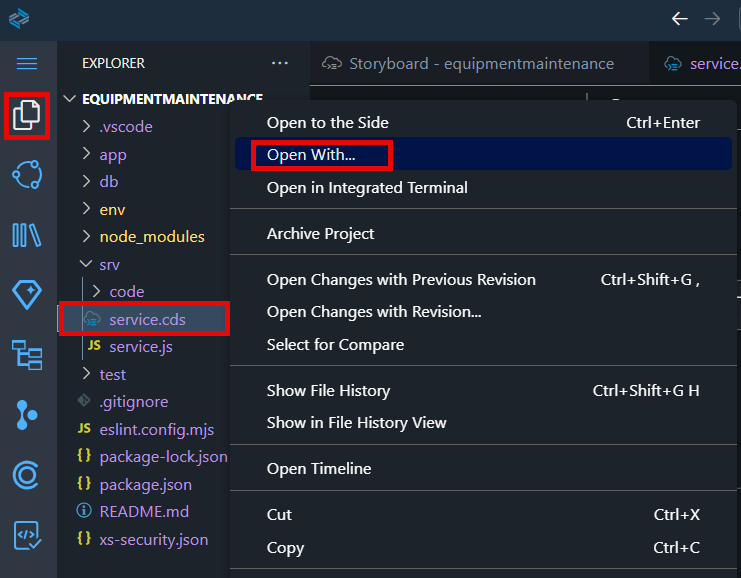 EXPLORER
...
Storyboard - equipmentmaintenance
service.
EQUIPMENTMAINTENANCE
.vscode
app
db
env
node_modules
srv
code
service.cds
JS service.js
test
.gitignore
JS eslint.config.mjs
{ } package-lock.json
{ } package.json
README.md
{ } xs-security.json
Open to the Side Ctrl+Enter
Open With...
Open in Integrated Terminal
Archive Project
Open Changes with Previous Revision Ctrl+Shift+G ,
Open Changes with Revision...
Select for Compare
Show File History Ctrl+Shift+G H
Show in File History View
Open Timeline
Cut Ctrl+X
Copy Ctrl+C